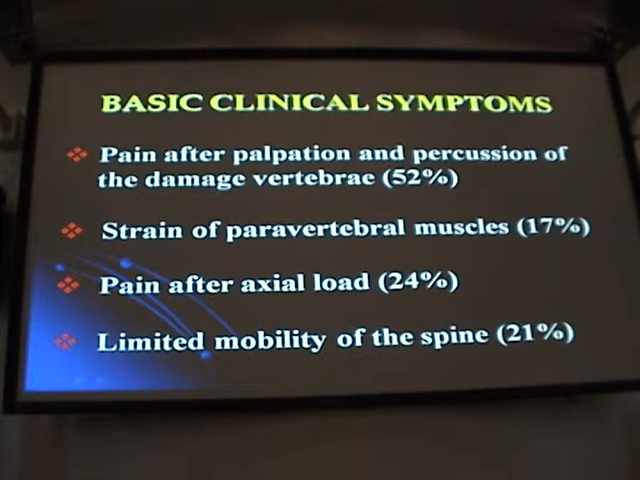 BASIC CLINICAL SYMPTOMS
Pain after palpation and percussion of
the damage vertebrae (52%)
Strain of paravertebral muscles (17%)
Pain after axial load (24%)
Limited mobility of the spine (21%)